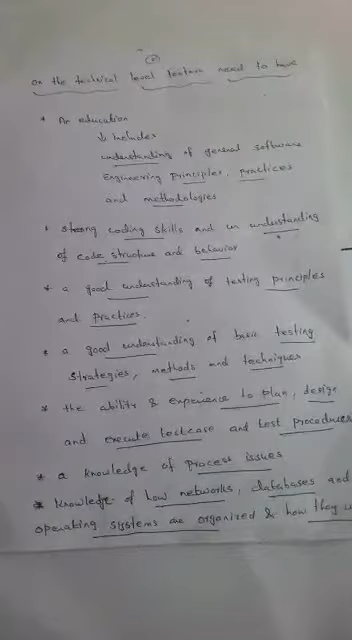 on the technical level testers need to have
* An education
↓ includes
understanding of general software
Engineering principles, practices
and methodologies
* strong coding skills and an understanding
of code structure and behavior
* a good understanding of testing principles
and practices.
* a good understanding of basic testing
strategies, methods and techniques
* the ability & experience to plan, design
and execute testcase and test procedures
* a knowledge of process issues
* knowledge of how networks, databases and
operating systems are organized & how they